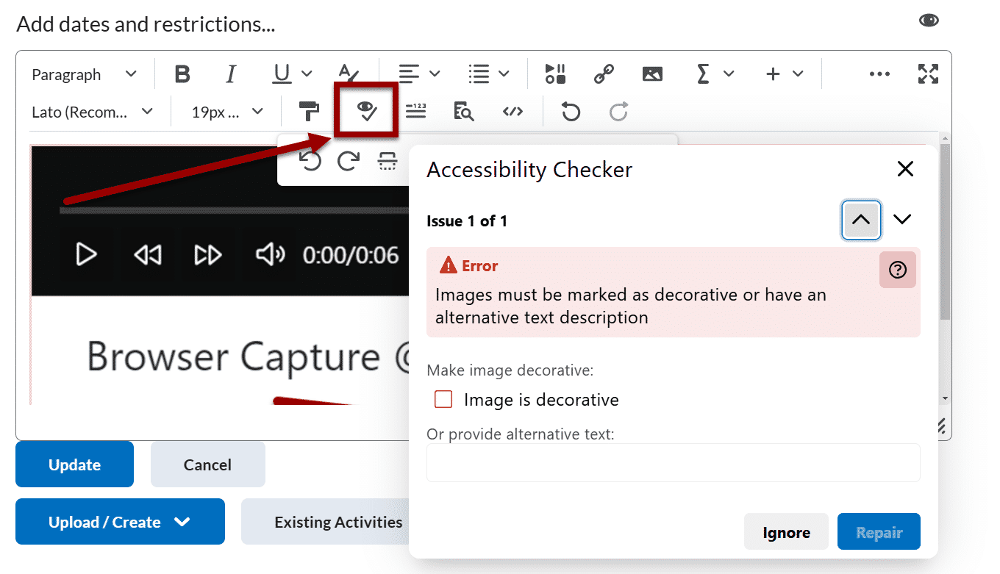 Add dates and restrictions...
Paragraph B I U A Σ + ...
Lato (Recom... 19px ... 123 </>
0:00/0:06
Browser Capture
Accessibility Checker
Issue 1 of 1
Error
Images must be marked as decorative or have an
alternative text description
Make image decorative:
Image is decorative
Or provide alternative text:
Ignore Repair
Update Cancel
Upload / Create Existing Activities